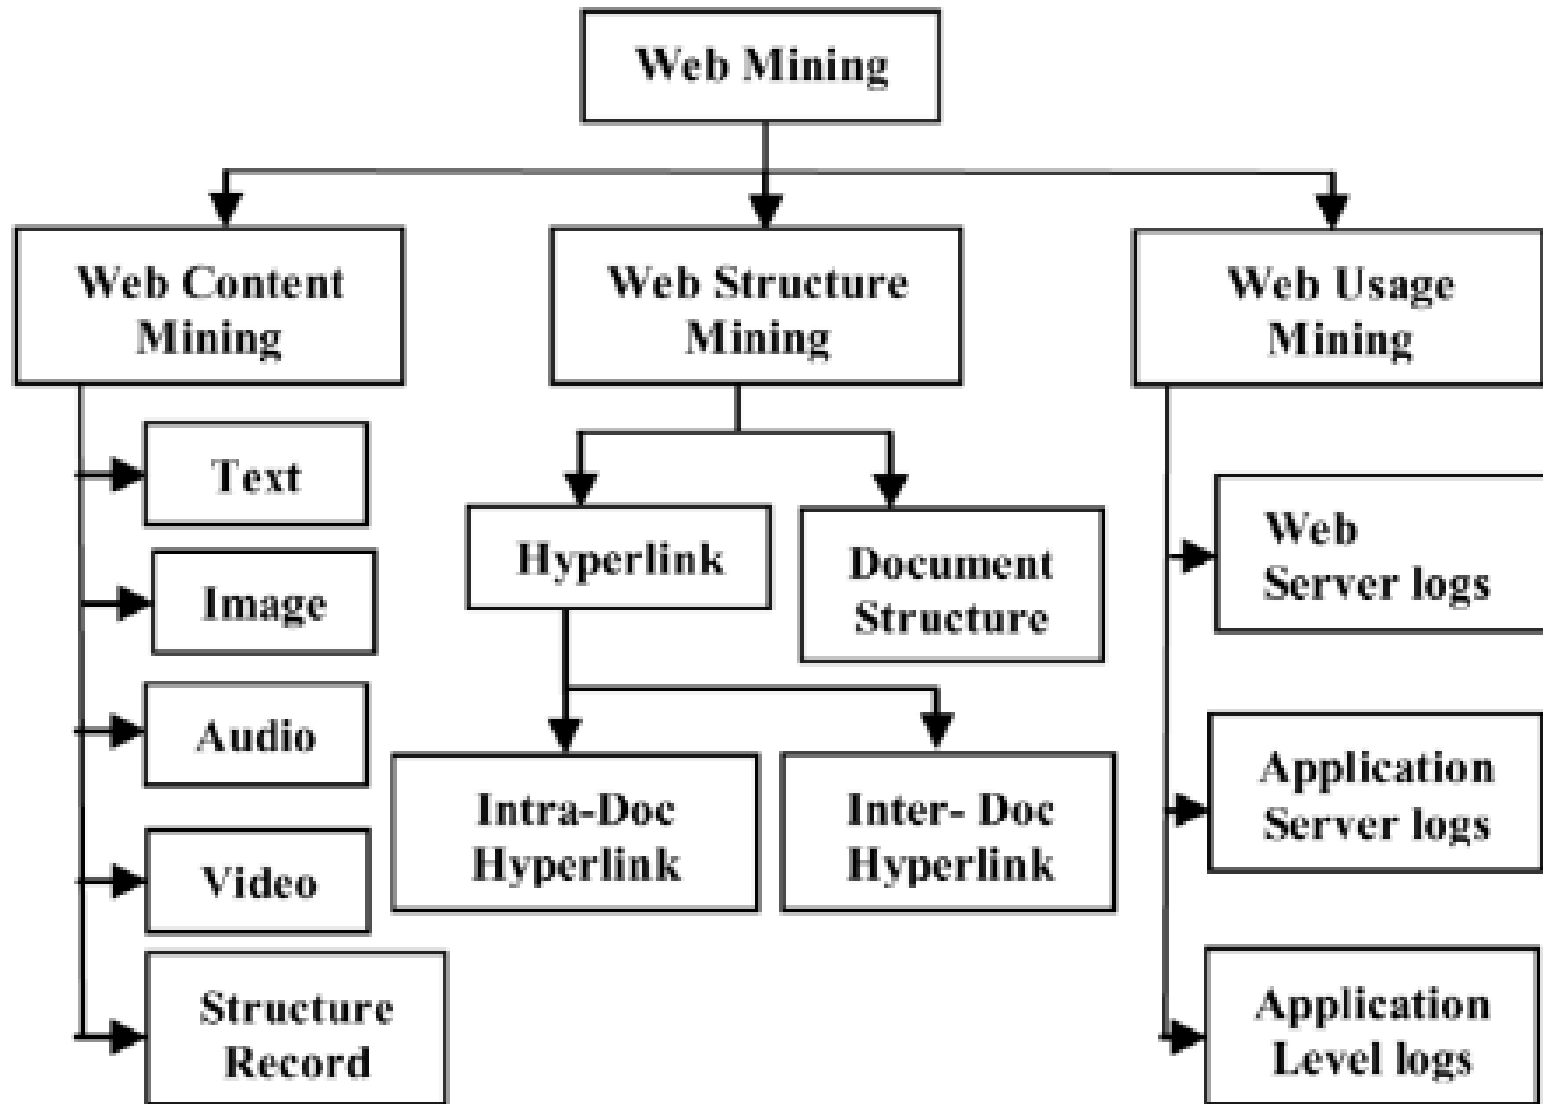 Web Mining
Web Content
Mining
Web Structure
Mining
Web Usage
Mining
Text
Image
Audio
Video
Structure
Record
Hyperlink
Document
Structure
Intra-Doc
Hyperlink
Inter- Doc
Hyperlink
Web
Server logs
Application
Server logs
Application
Level logs